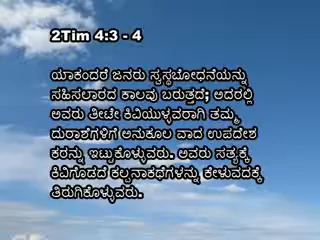 2Tim 4:3 - 4
ಯಾಕಂದರೆ ಜನರು ಸ್ವಸ್ಥಬೋಧನೆಯನ್ನು
ಸಹಿಸಲಾರದ ಕಾಲವು ಬರುತ್ತದೆ; ಅದರಲ್ಲಿ
ಅವರು ತೀಟೇ ಕಿವಿಯುಳ್ಳವರಾಗಿ ತಮ್ಮ
ದುರಾಶೆಗಳಿಗೆ ಅನುಕೂಲ ವಾದ ಉಪದೇಶ
ಕರನ್ನು ಇಟ್ಟುಕೊಳ್ಳುವರು. ಅವರು ಸತ್ಯಕ್ಕೆ
ಕಿವಿಗೊಡದೆ ಕಲ್ಪನಾಕಥೆಗಳನ್ನು ಕೇಳುವದಕ್ಕೆ
ತಿರುಗಿಕೊಳ್ಳುವರು.